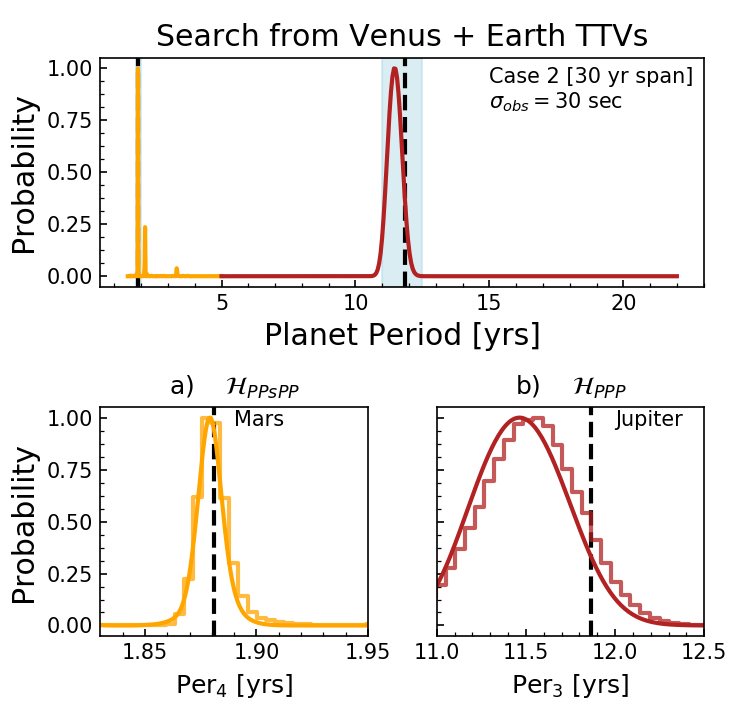 Search from Venus + Earth TTVs
Probability
1.00
0.75
0.50
0.25
0.00
Case 2 [30 yr span]
σ_obs = 30 sec
5 10 15 20
Planet Period [yrs]
a) ℋ_PPsPP
Probability
1.00
0.75
0.50
0.25
0.00
Mars
1.85 1.90 1.95
Per₄ [yrs]
b) ℋ_PPP
Jupiter
11.0 11.5 12.0 12.5
Per₃ [yrs]